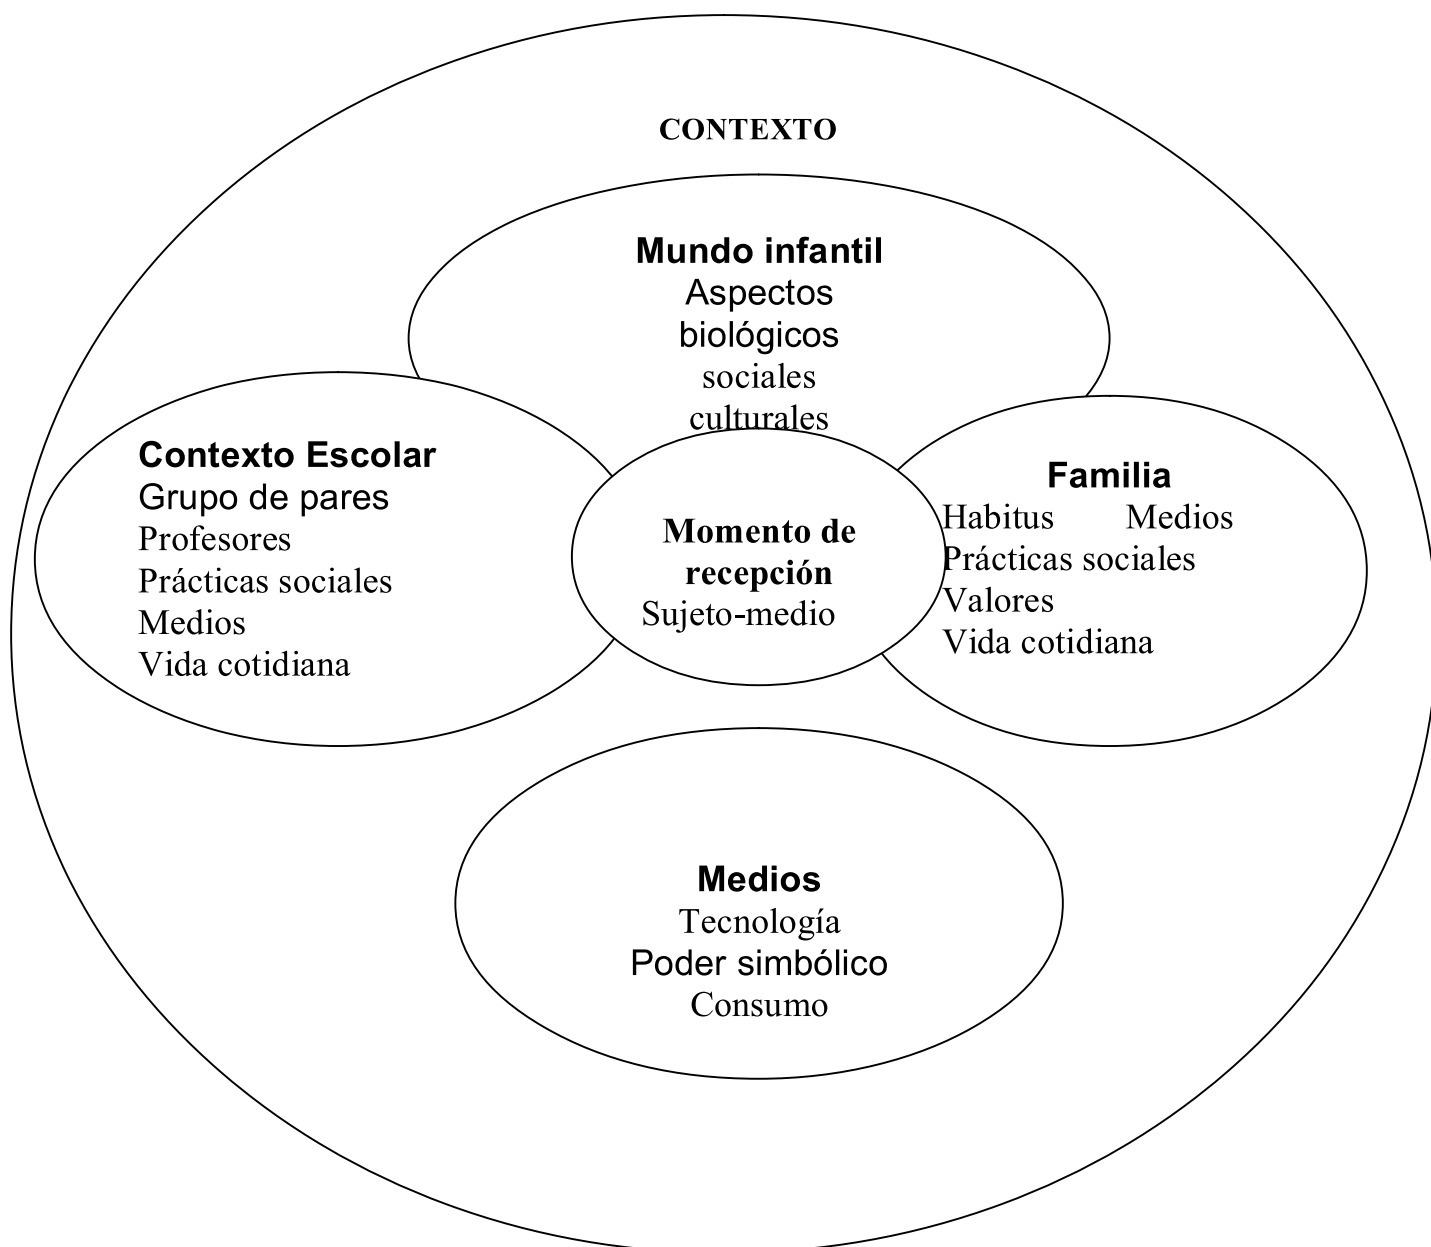 CONTEXTO
Mundo infantil
Aspectos
biológicos
sociales
culturales
Contexto Escolar
Grupo de pares
Profesores
Prácticas sociales
Medios
Vida cotidiana
Momento de
recepción
Sujeto-medio
Familia
Habitus Medios
Prácticas sociales
Valores
Vida cotidiana
Medios
Tecnología
Poder simbólico
Consumo